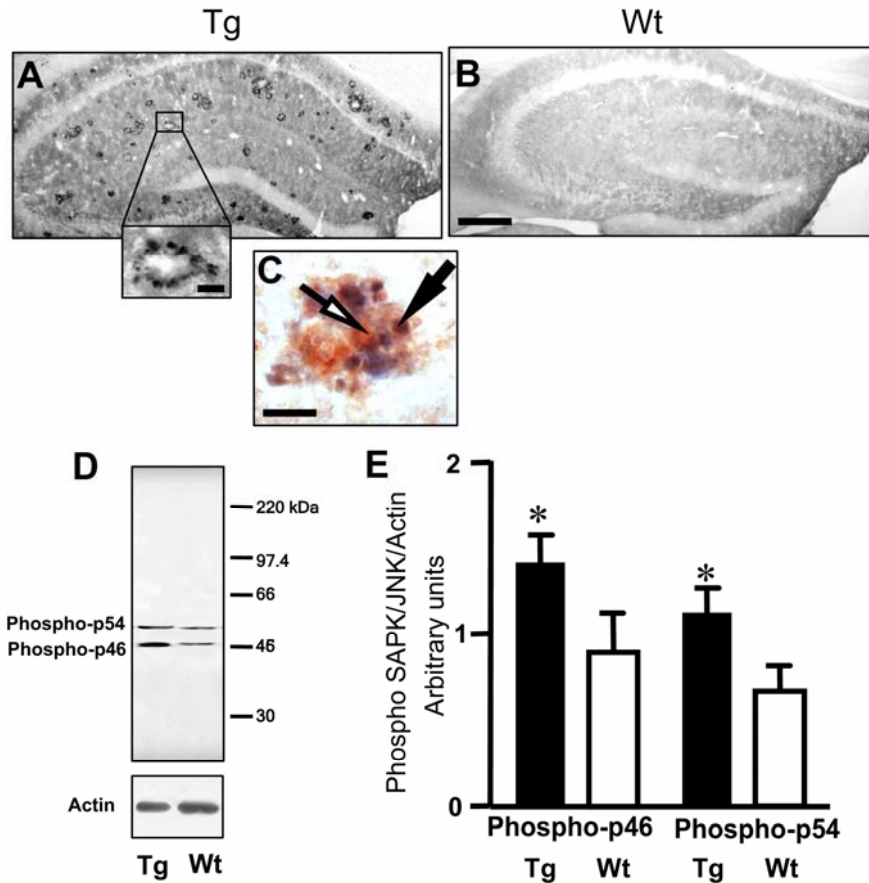 Tg Wt
A B
C
D
220 kDa
97.4
66
Phospho-p54
Phospho-p46
46
30
Actin
Tg Wt
E
Phospho SAPK/JNK/Actin
Arbitrary units
2
1
0
* *
Phospho-p46 Phospho-p54
Tg Wt Tg Wt